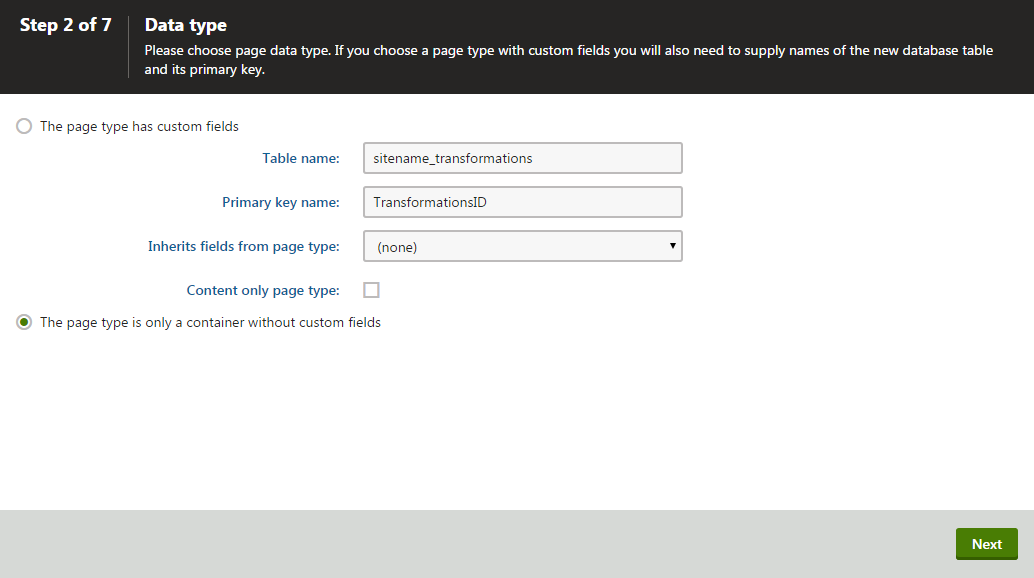 Step 2 of 7
Data type
Please choose page data type. If you choose a page type with custom fields you will also need to supply names of the new database table
and its primary key.
The page type has custom fields
Table name: sitename_transformations
Primary key name: TransformationsID
Inherits fields from page type: (none)
Content only page type:
The page type is only a container without custom fields
Next